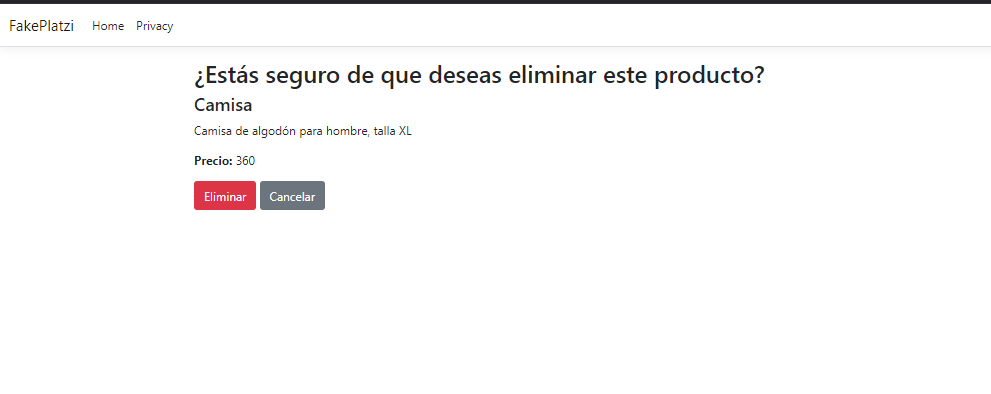 FakePlatzi Home Privacy
¿Estás seguro de que deseas eliminar este producto?
Camisa
Camisa de algodón para hombre, talla XL
Precio: 360
Eliminar Cancelar